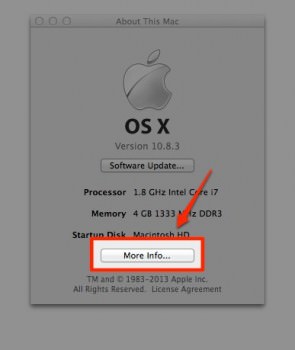 About This Mac
OS X
Version 10.8.3
Software Update...
Processor 1.8 GHz Intel Core i7
Memory 4 GB 1333 MHz DDR3
Startup Disk Macintosh HD
More Info...
TM and © 1983-2013 Apple Inc.
All Rights Reserved. License Agreement